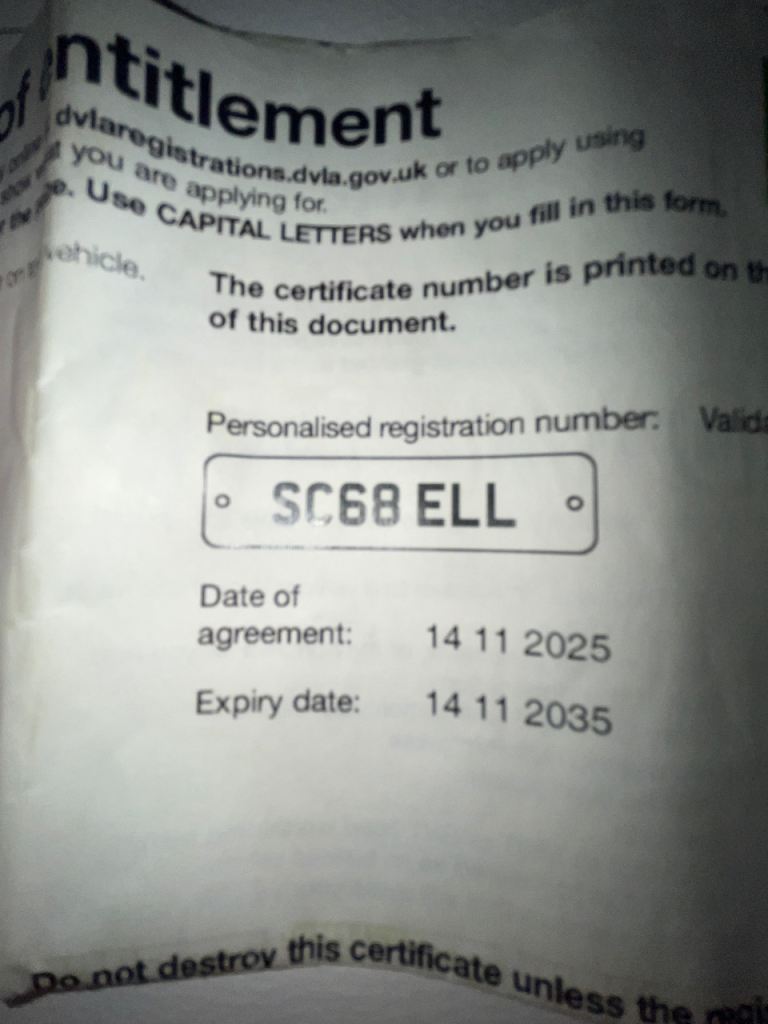 of entitlement
dvlaregistrations.dvla.gov.uk or to apply using
you are applying for.
Use CAPITAL LETTERS when you fill in this form.
vehicle.
The certificate number is printed on
of this document.
Personalised registration number:
SC68 ELL
Date of
agreement: 14 11 2025
Expiry date: 14 11 2035
Do not destroy this certificate unless the